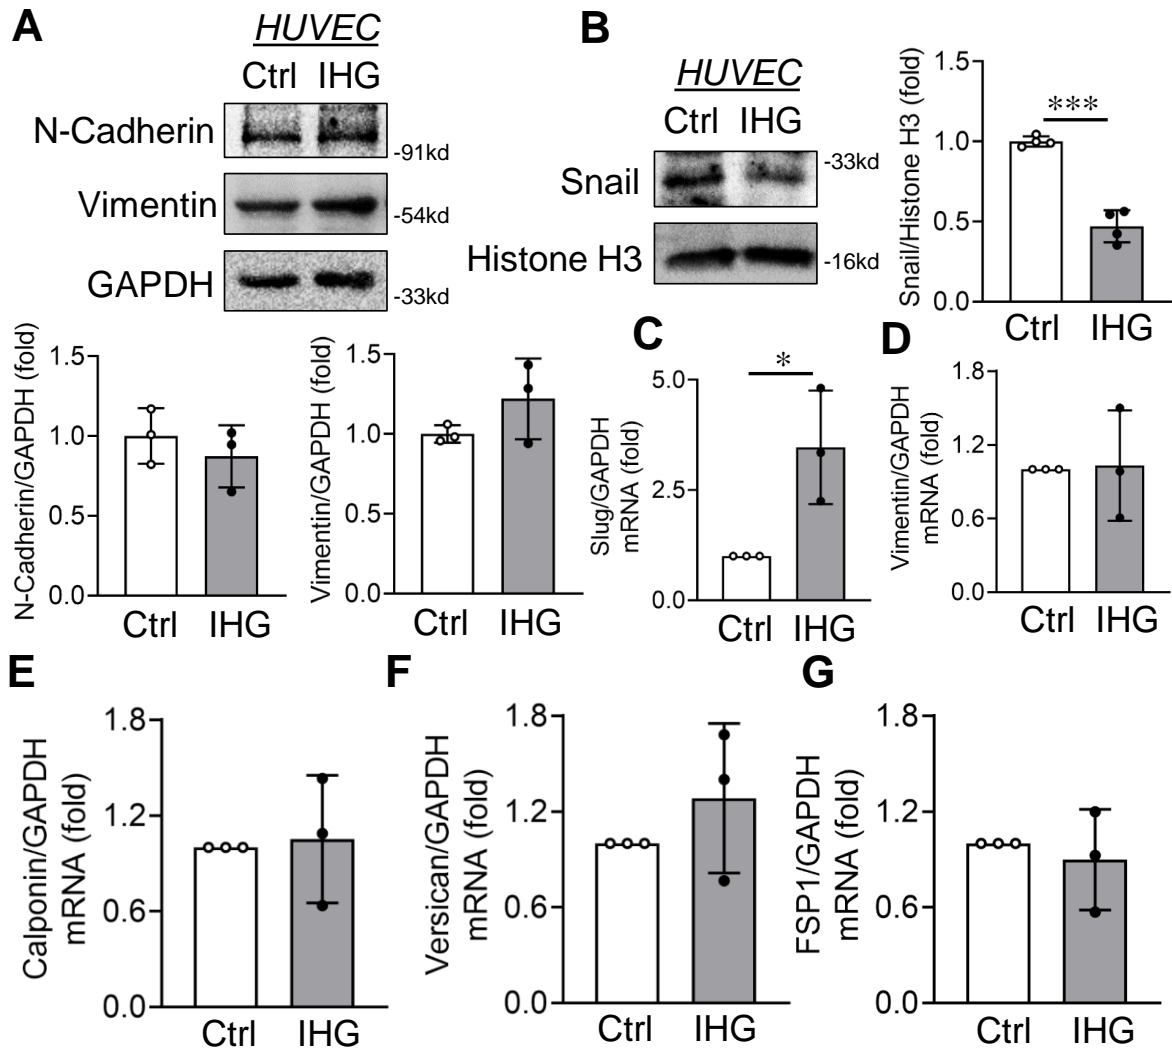 A
HUVEC
Ctrl IHG
N-Cadherin
-91kd
Vimentin
-54kd
GAPDH
-33kd
N-Cadherin/GAPDH (fold)
1.5
1.0
0.5
0.0
Ctrl IHG
Vimentin/GAPDH (fold)
1.5
1.0
0.5
0.0
Ctrl IHG
B
HUVEC
Ctrl IHG
Snail
-33kd
Histone H3
-16kd
Snail/Histone H3 (fold)
1.5
1.0
0.5
0.0
***
Ctrl IHG
C
Slug/GAPDH
mRNA (fold)
5.0
2.5
0.0
*
Ctrl IHG
D
Vimentin/GAPDH
mRNA (fold)
1.8
1.2
0.6
0.0
Ctrl IHG
E
Calponin/GAPDH
mRNA (fold)
1.8
1.2
0.6
0.0
Ctrl IHG
F
Versican/GAPDH
mRNA (fold)
1.8
1.2
0.6
0.0
Ctrl IHG
G
FSP1/GAPDH
mRNA (fold)
1.8
1.2
0.6
0.0
Ctrl IHG